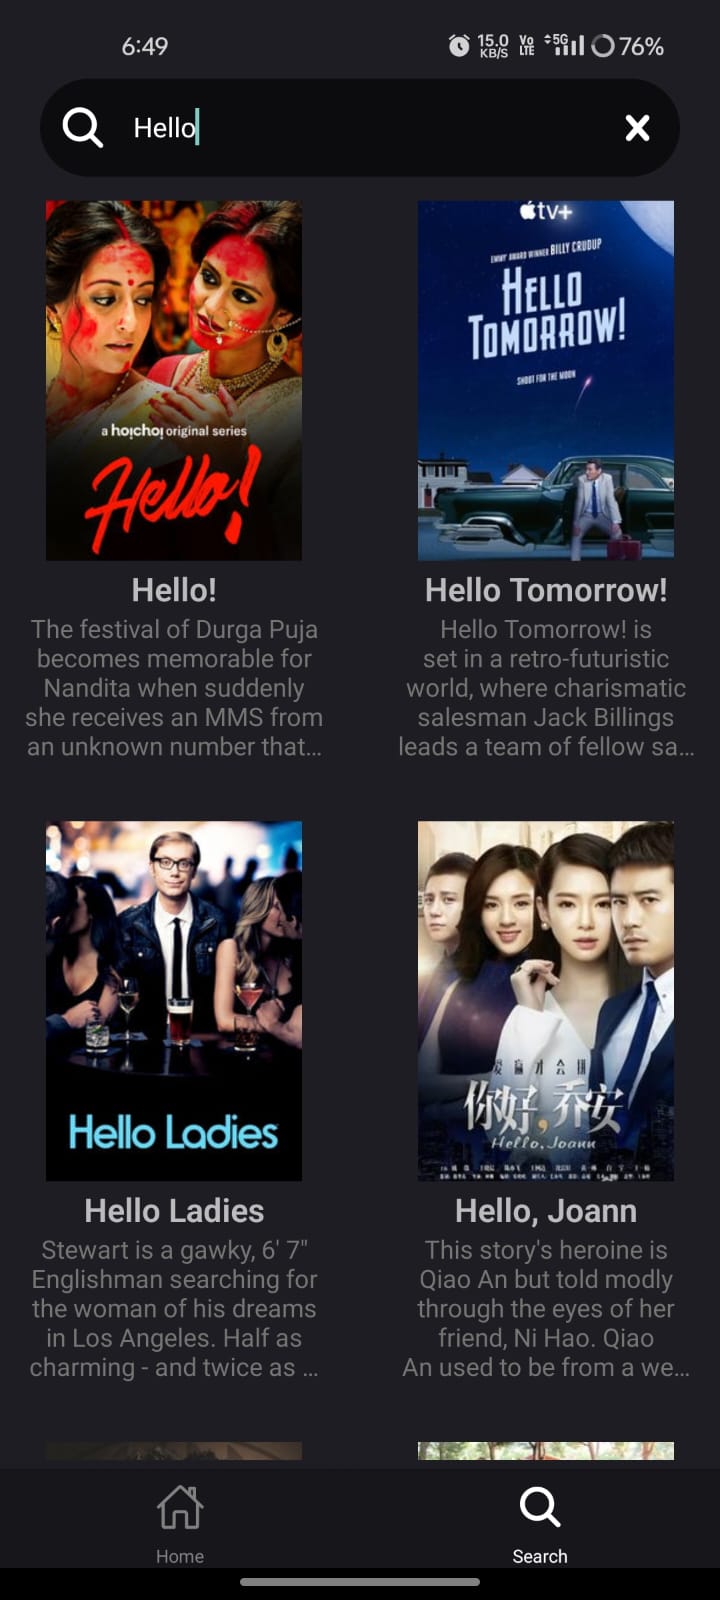 6:49
15.0 KB/S Vo LTE 5G 76%
Hello
a hoichoi original series
Hello!
Hello!
The festival of Durga Puja
becomes memorable for
Nandita when suddenly
she receives an MMS from
an unknown number that...
tv+
EMMY AWARD WINNER BILLY CRUDUP
HELLO
TOMORROW!
SHOOT FOR THE MOON
Hello Tomorrow!
Hello Tomorrow! is
set in a retro-futuristic
world, where charismatic
salesman Jack Billings
leads a team of fellow sa...
Hello Ladies
Hello Ladies
Stewart is a gawky, 6' 7"
Englishman searching for
the woman of his dreams
in Los Angeles. Half as
charming - and twice as ...
你好,乔安
Hello, Joann
Hello, Joann
This story's heroine is
Qiao An but told modly
through the eyes of her
friend, Ni Hao. Qiao
An used to be from a we...
Home
Search